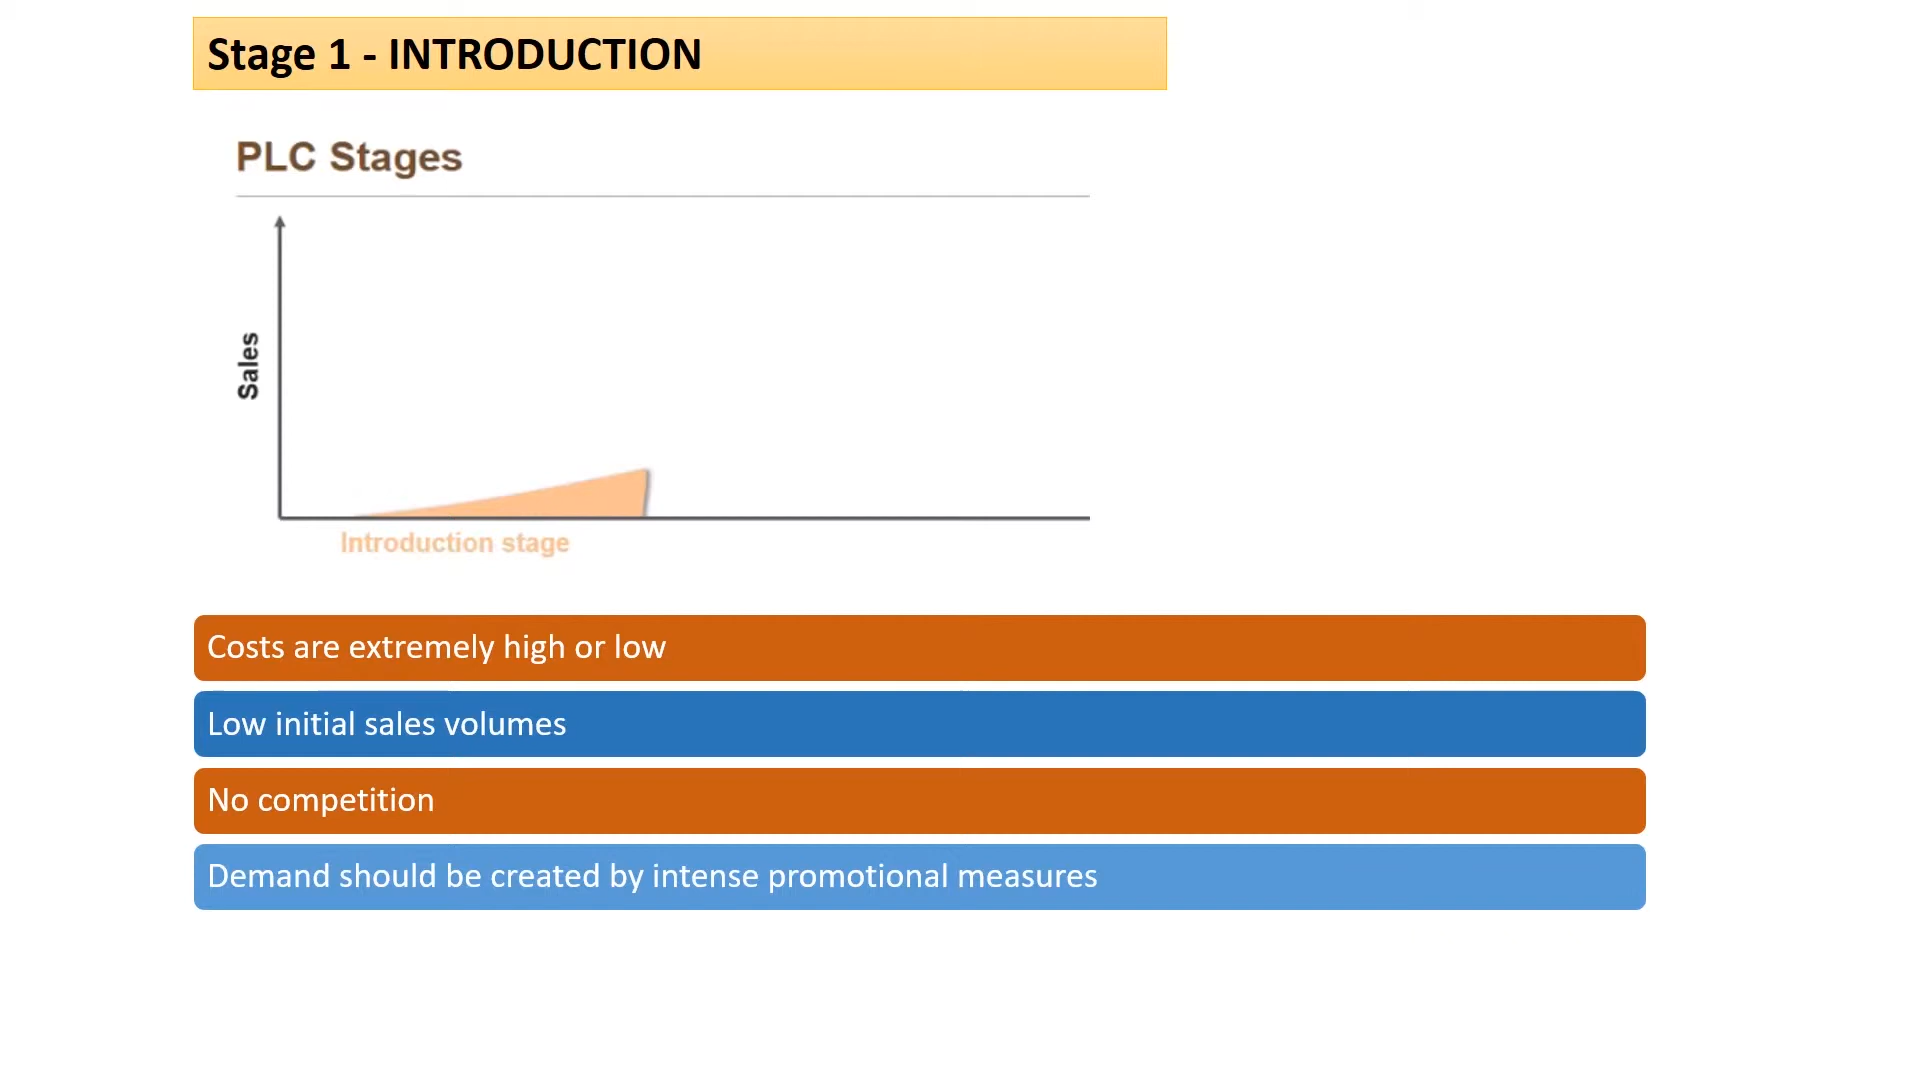 Stage 1 - INTRODUCTION
PLC Stages
Sales
Introduction stage
Costs are extremely high or low
Low initial sales volumes
No competition
Demand should be created by intense promotional measures